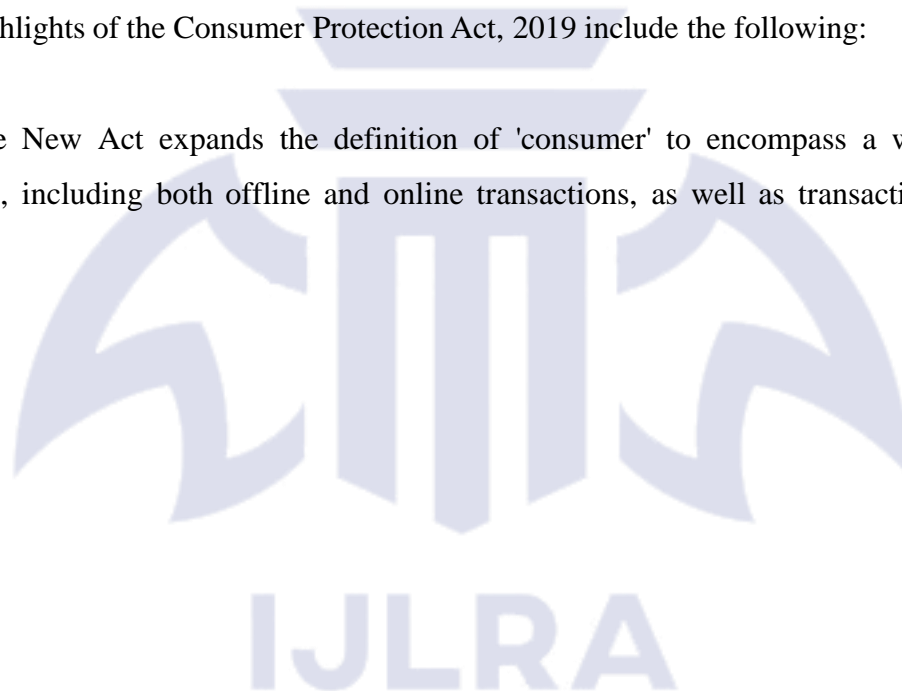 hlights of the Consumer Protection Act, 2019 include the following:
e New Act expands the definition of 'consumer' to encompass a w
, including both offline and online transactions, as well as transacti
IJLRA